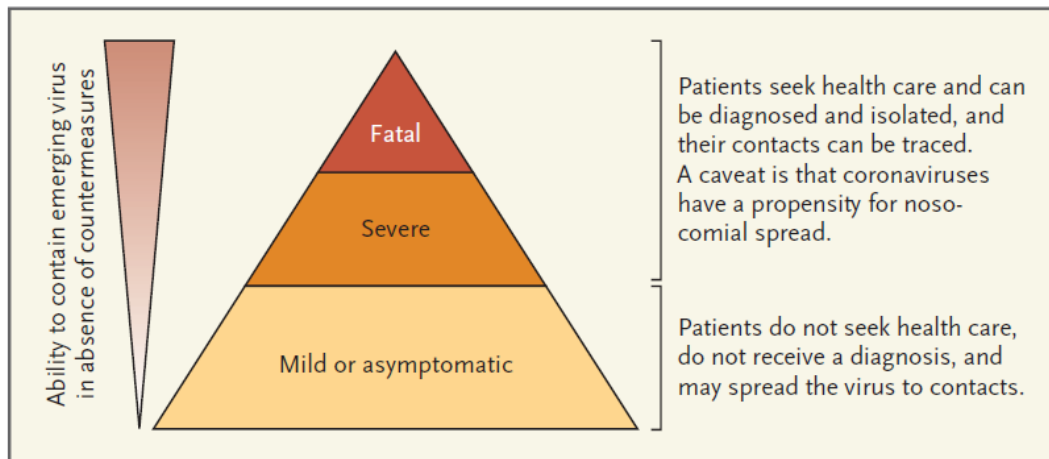 Ability to contain emerging virus
in absence of countermeasures
Fatal
Severe
Mild or asymptomatic
Patients seek health care and can
be diagnosed and isolated, and
their contacts can be traced.
A caveat is that coronaviruses
have a propensity for noso-
comial spread.
Patients do not seek health care,
do not receive a diagnosis, and
may spread the virus to contacts.